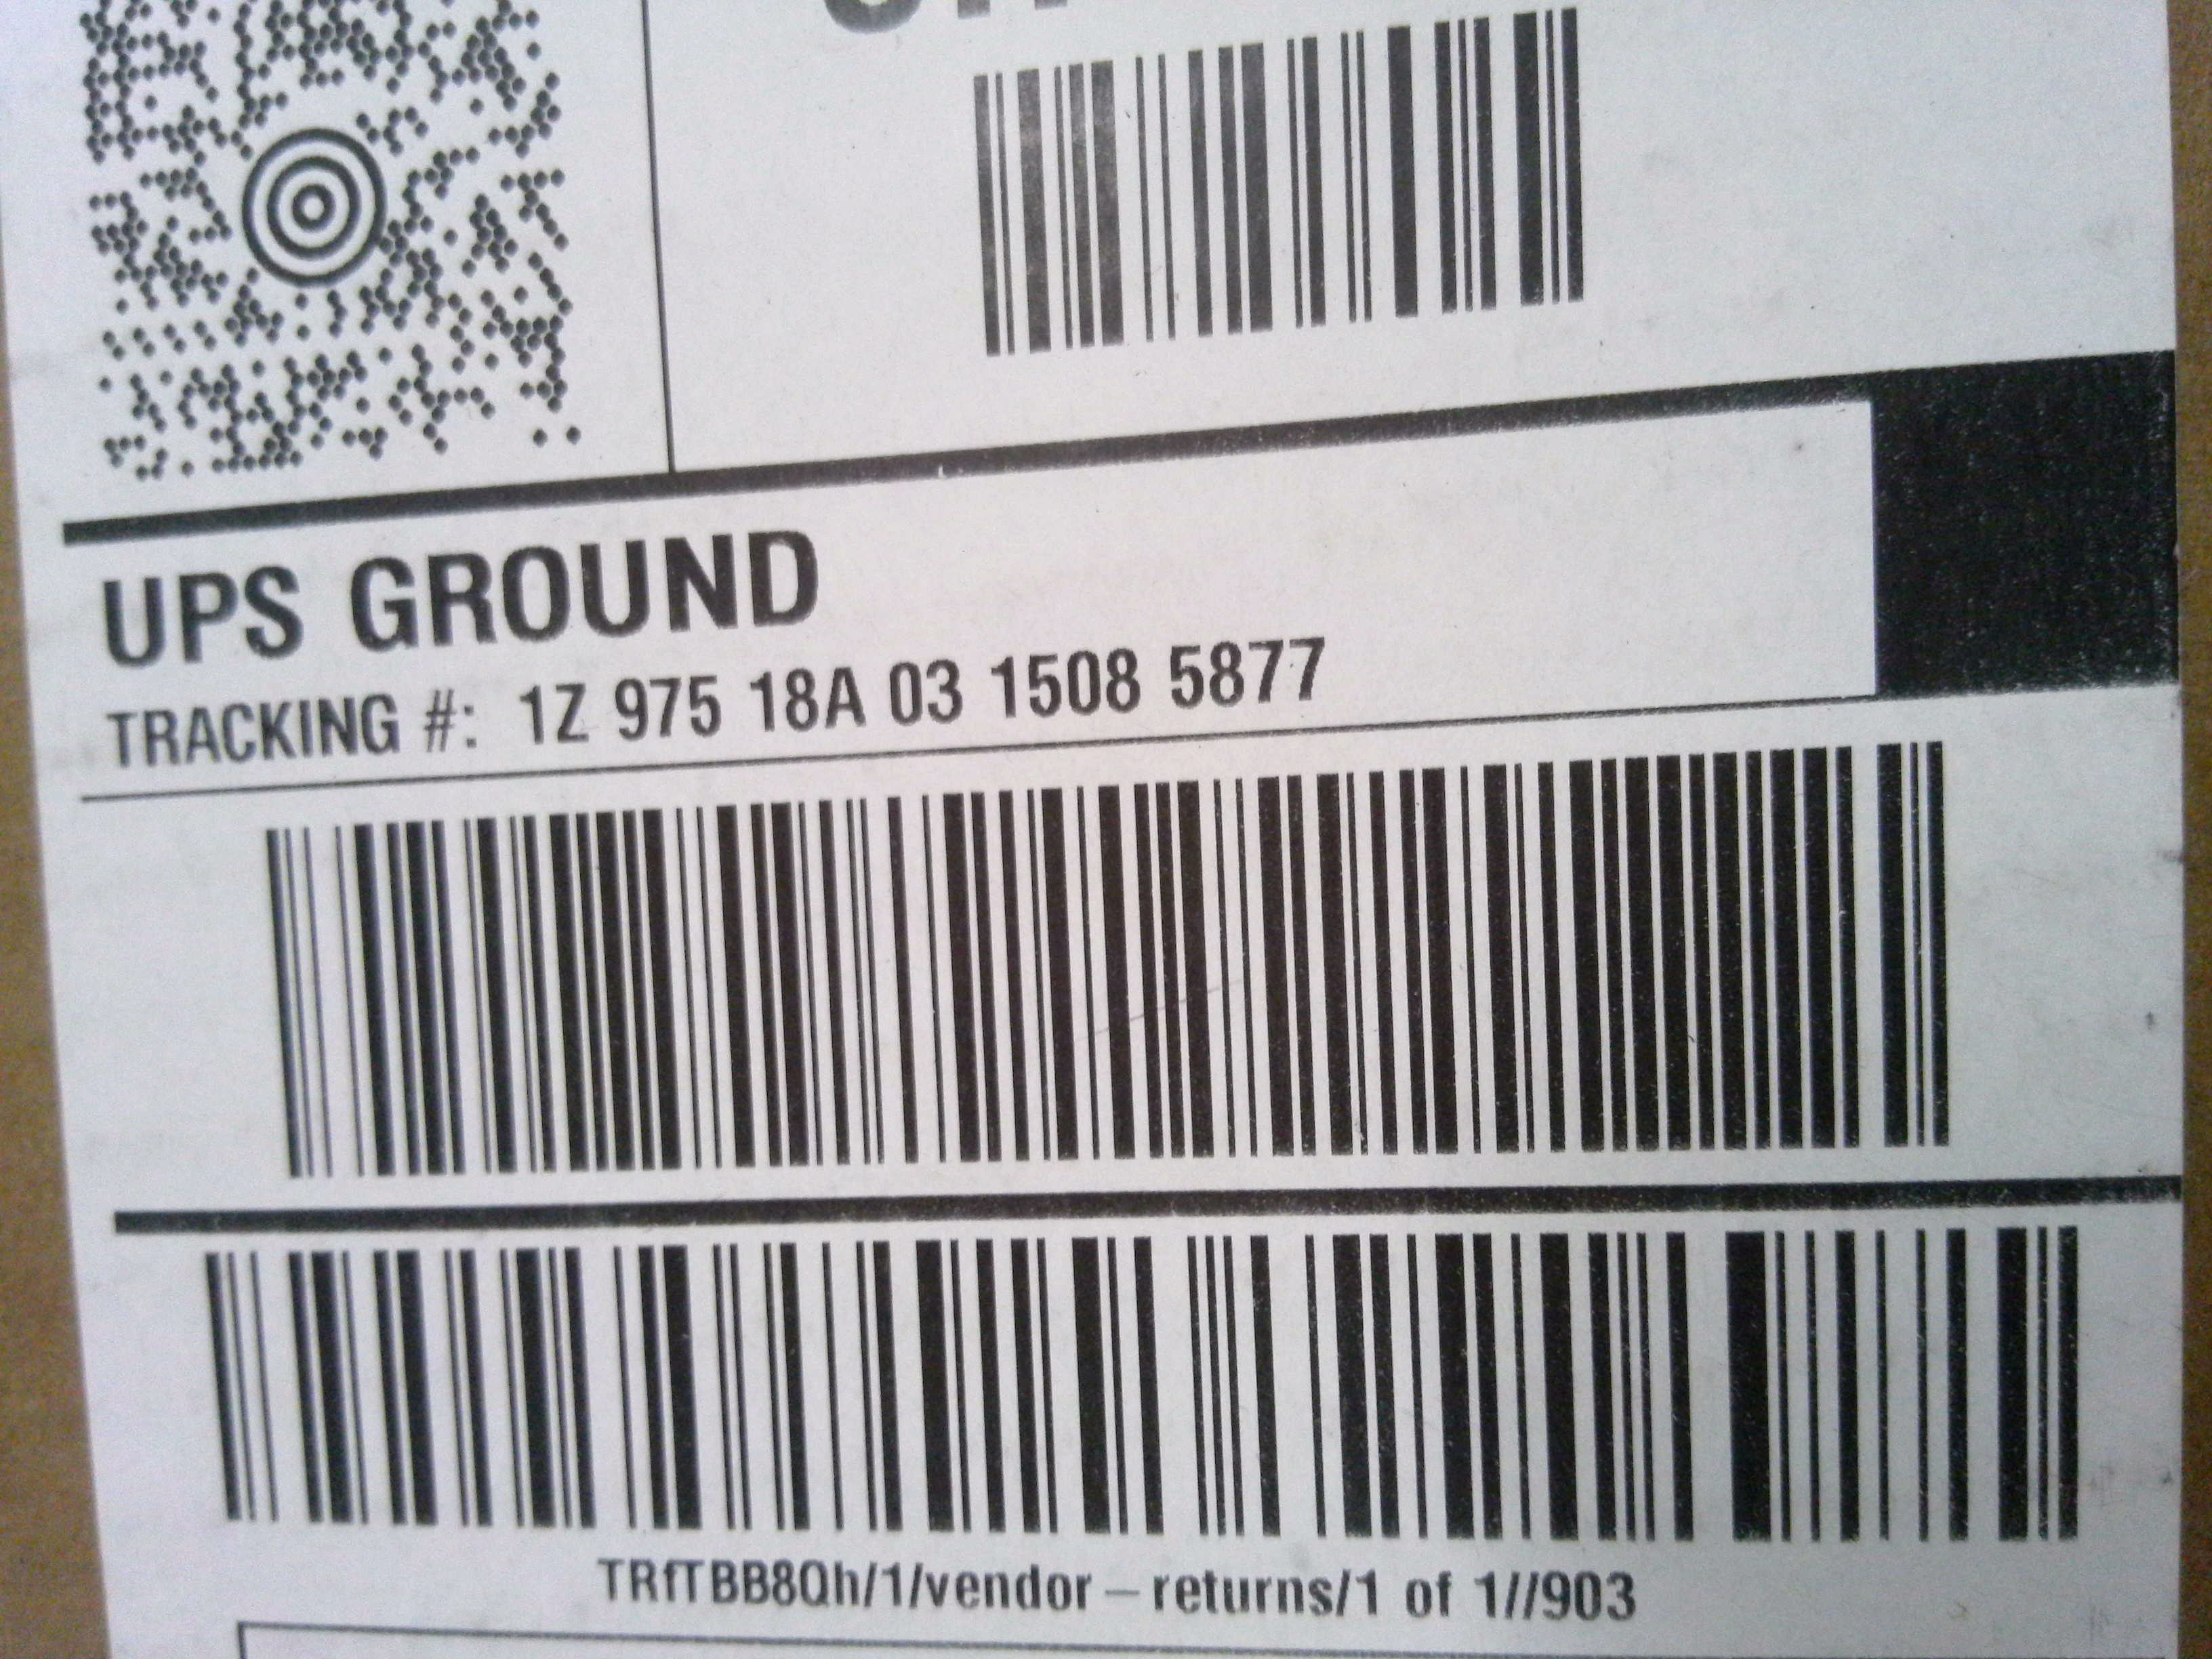 UPS GROUND
TRACKING #: 1Z 975 18A 03 1508 5877
TRfTBB8Qh/1/vendor – returns/1 of 1//903